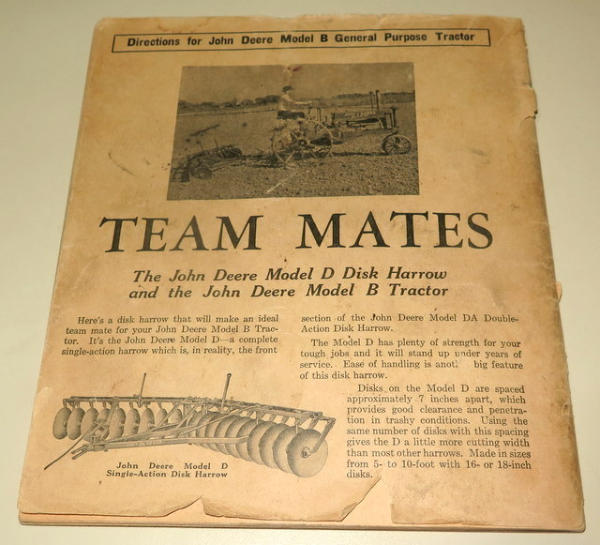 Directions for John Deere Model B General Purpose Tractor
TEAM MATES
The John Deere Model D Disk Harrow
and the John Deere Model B Tractor
Here's a disk harrow that will make an ideal
team mate for your John Deere Model B Trac-
tor. It's the John Deere Model D—a complete
single-action harrow which is, in reality, the front
section of the John Deere Model DA Double-
Action Disk Harrow.
The Model D has plenty of strength for your
tough jobs and it will stand up under years of
service. Ease of handling is big feature
of this disk harrow.
Disks on the Model D are spaced
approximately 7 inches apart, which
provides good clearance and penetra-
tion in trashy conditions. Using the
same number of disks with this spacing
gives the D a little more cutting width
than most other harrows. Made in sizes
from 5- to 10-foot with 16- or 18-inch
disks.
John Deere Model D
Single-Action Disk Harrow